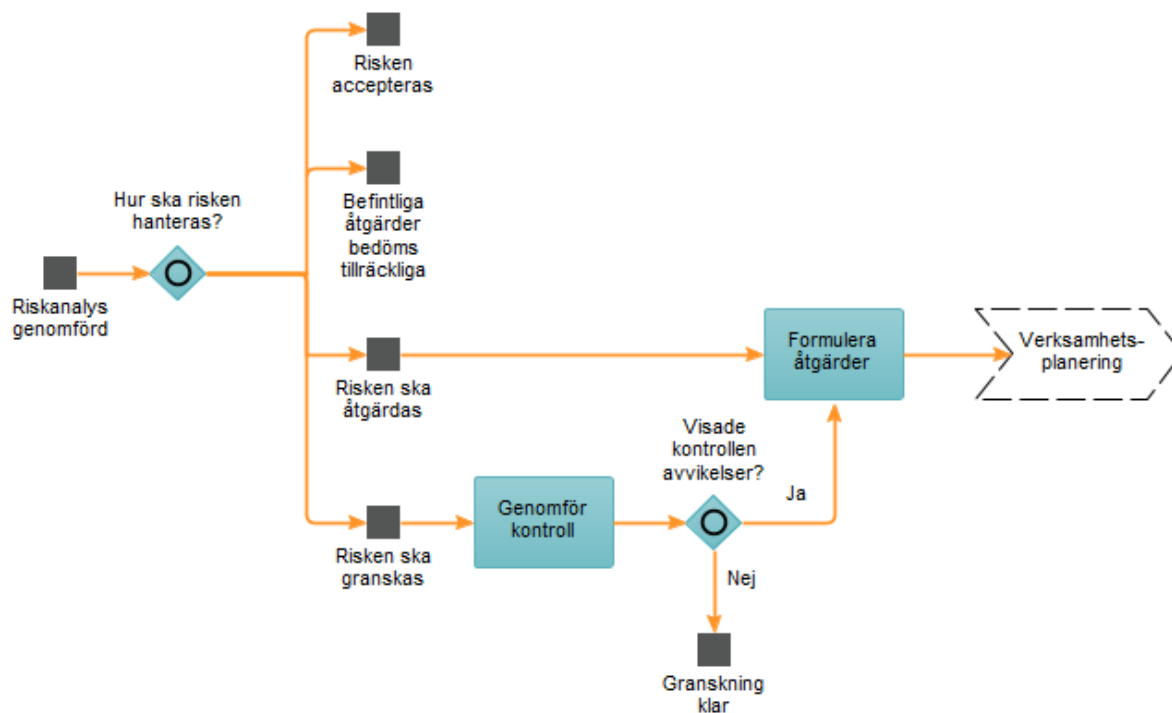 Risken
accepteras
Hur ska risken
hanteras?
Befintliga
åtgärder
bedöms
tillräckliga
Riskanalys
genomförd
Risken ska
åtgärdas
Formulera
åtgärder
Verksamhets-
planering
Visade
kontrollen
avvikelser?
Ja
Genomför
kontroll
Risken ska
granskas
Nej
Granskning
klar